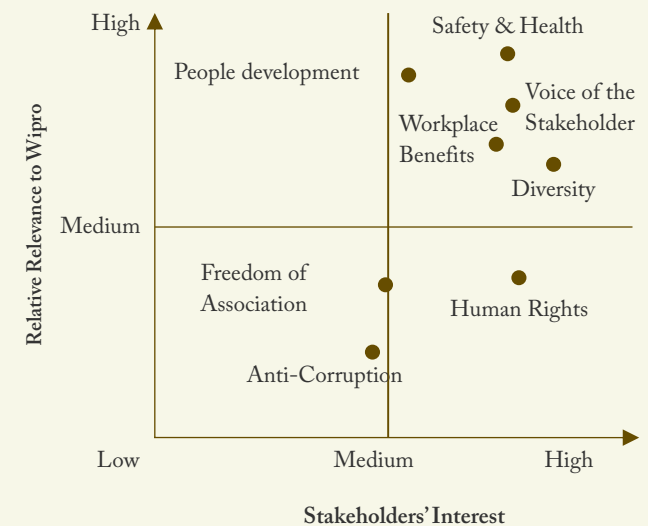 High
Safety & Health
People development
Voice of the
Stakeholder
Workplace
Benefits
Diversity
Relative Relevance to Wipro
Medium
Freedom of
Association
Human Rights
Anti-Corruption
Low
Medium
High
Stakeholders' Interest